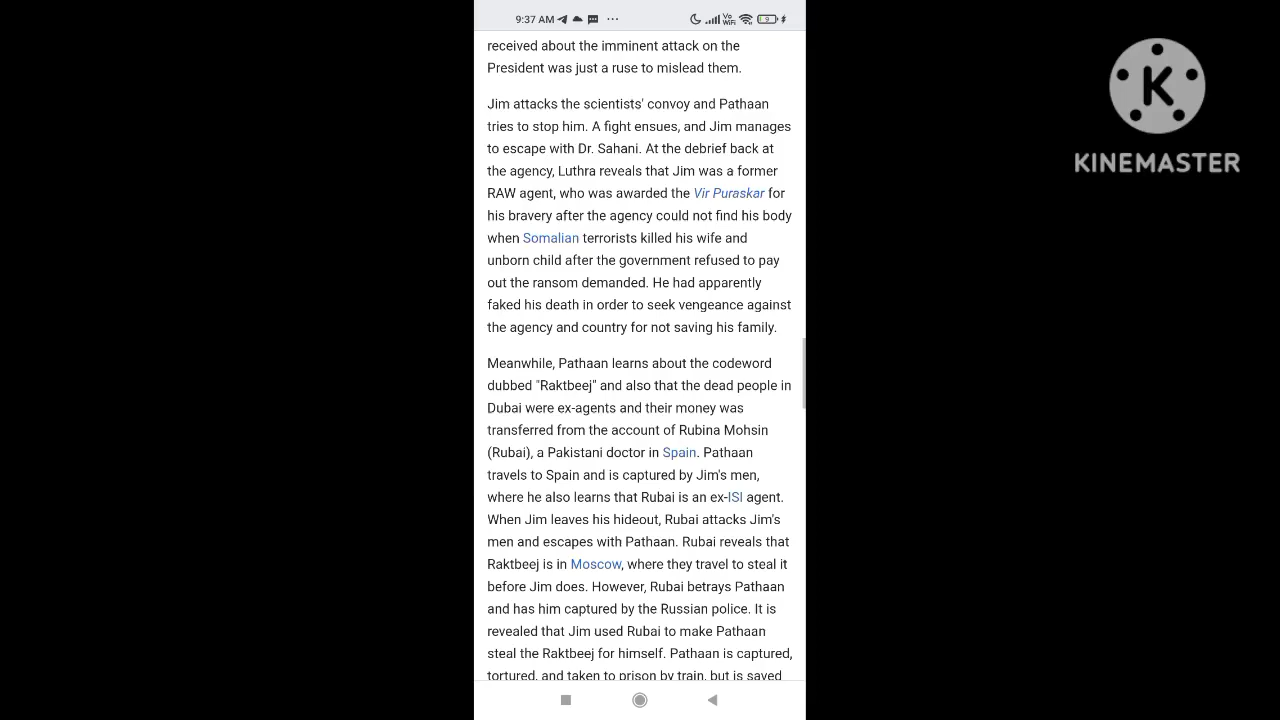 9:37 AM
Vo
WiFi
9
received about the imminent attack on the
President was just a ruse to mislead them.
Jim attacks the scientists' convoy and Pathaan
tries to stop him. A fight ensues, and Jim manages
to escape with Dr. Sahani. At the debrief back at
the agency, Luthra reveals that Jim was a former
RAW agent, who was awarded the Vir Puraskar for
his bravery after the agency could not find his body
when Somalian terrorists killed his wife and
unborn child after the government refused to pay
out the ransom demanded. He had apparently
faked his death in order to seek vengeance against
the agency and country for not saving his family.
Meanwhile, Pathaan learns about the codeword
dubbed "Raktbeej" and also that the dead people in
Dubai were ex-agents and their money was
transferred from the account of Rubina Mohsin
(Rubai), a Pakistani doctor in Spain. Pathaan
travels to Spain and is captured by Jim's men,
where he also learns that Rubai is an ex-ISI agent.
When Jim leaves his hideout, Rubai attacks Jim's
men and escapes with Pathaan. Rubai reveals that
Raktbeej is in Moscow, where they travel to steal it
before Jim does. However, Rubai betrays Pathaan
and has him captured by the Russian police. It is
revealed that Jim used Rubai to make Pathaan
steal the Raktbeej for himself. Pathaan is captured,
tortured, and taken to prison by train, but is saved
K
KINEMASTER